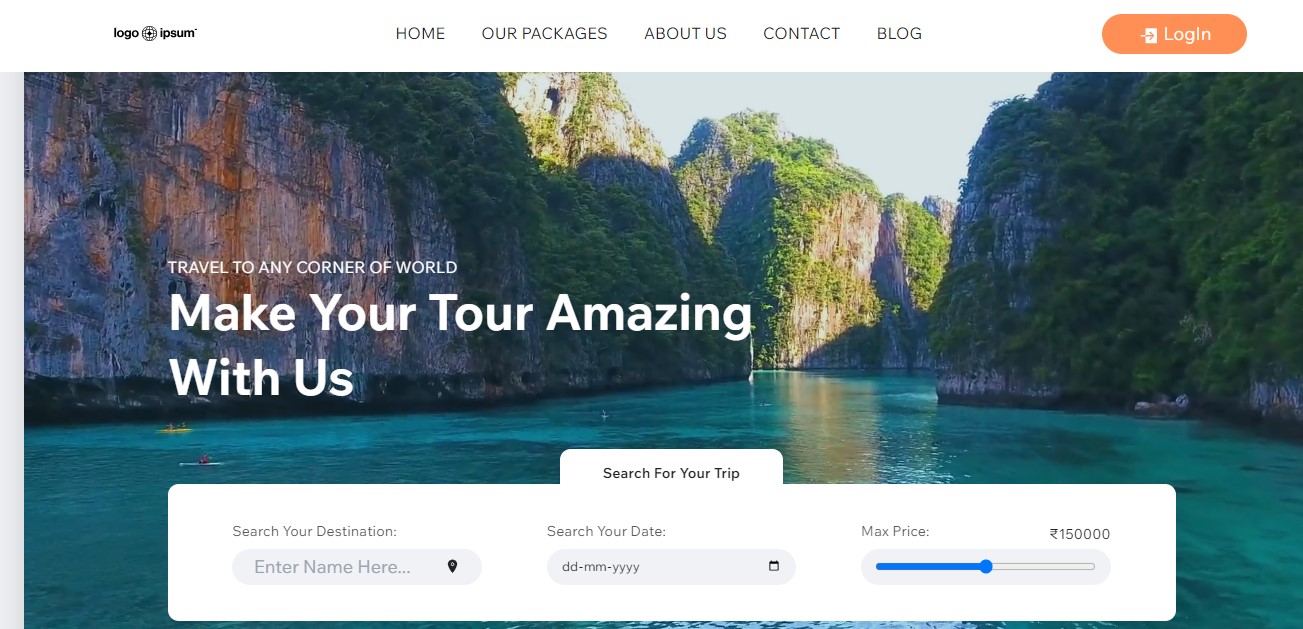 logo ipsum
HOME
OUR PACKAGES
ABOUT US
CONTACT
BLOG
LogIn
TRAVEL TO ANY CORNER OF WORLD
Make Your Tour Amazing
With Us
Search For Your Trip
Search Your Destination:
Enter Name Here...
Search Your Date:
dd-mm-yyyy
Max Price:
₹150000